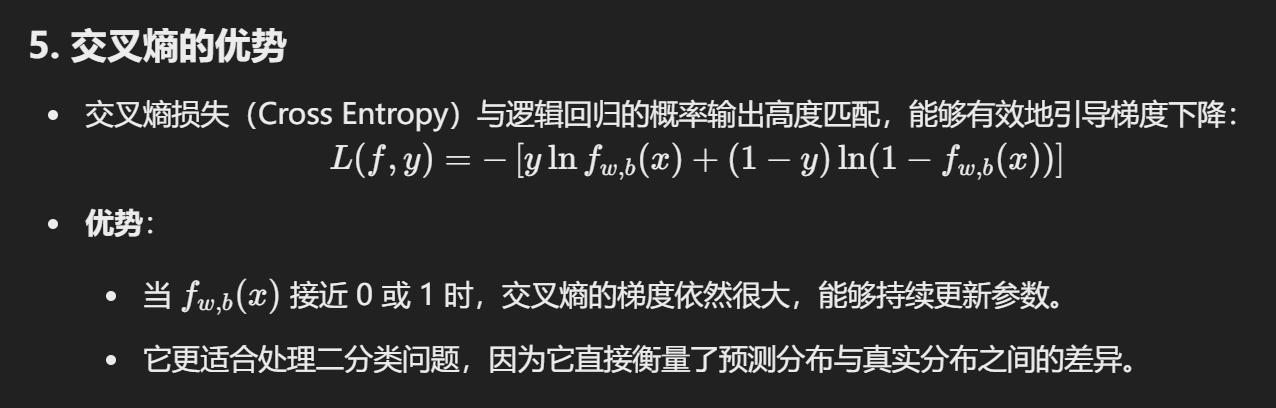 5. 交叉熵的优势
• 交叉熵损失（Cross Entropy）与逻辑回归的概率输出高度匹配，能够有效地引导梯度下降：
L(f, y) = − [y ln f_{w,b}(x) + (1 − y) ln(1 − f_{w,b}(x))]
• 优势：
• 当 f_{w,b}(x) 接近 0 或 1 时，交叉熵的梯度依然很大，能够持续更新参数。
• 它更适合处理二分类问题，因为它直接衡量了预测分布与真实分布之间的差异。